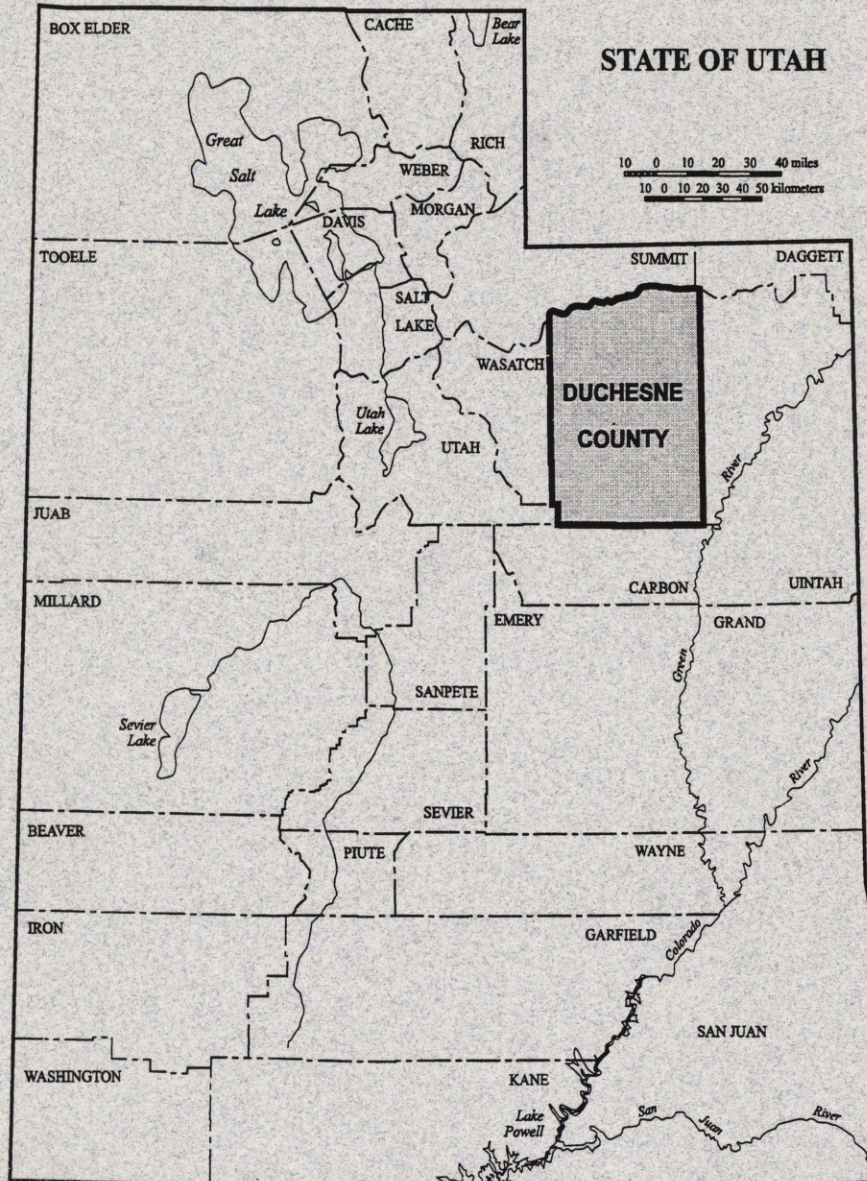 STATE OF UTAH
10 0 10 20 30 40 miles
10 0 10 20 30 40 50 kilometers
BOX ELDER
CACHE
Bear
Lake
RICH
Great
Salt
Lake
WEBER
MORGAN
DAVIS
TOOELE
SUMMIT
DAGGETT
SALT
LAKE
WASATCH
DUCHESNE
COUNTY
Utah
Lake
UTAH
River
JUAB
MILLARD
CARBON
UINTAH
EMERY
GRAND
Green
SANPETE
Sevier
Lake
River
SEVIER
BEAVER
PIUTE
WAYNE
IRON
GARFIELD
Colorado
SAN JUAN
WASHINGTON
KANE
Lake
Powell
San
Juan
River